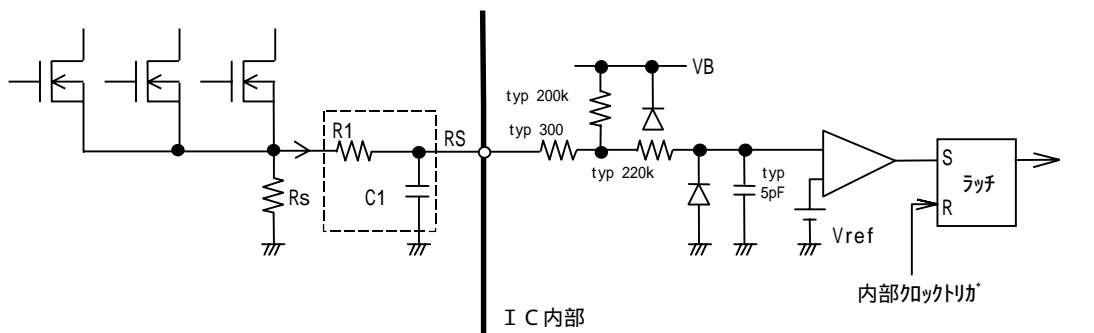 VB
typ 200k
typ 300
R1
RS
typ 220k
typ
5pF
S
ﾗｯﾁ
R
Rs
C1
Vref
内部ｸﾛｯｸﾄﾘｶﾞ
ＩＣ内部